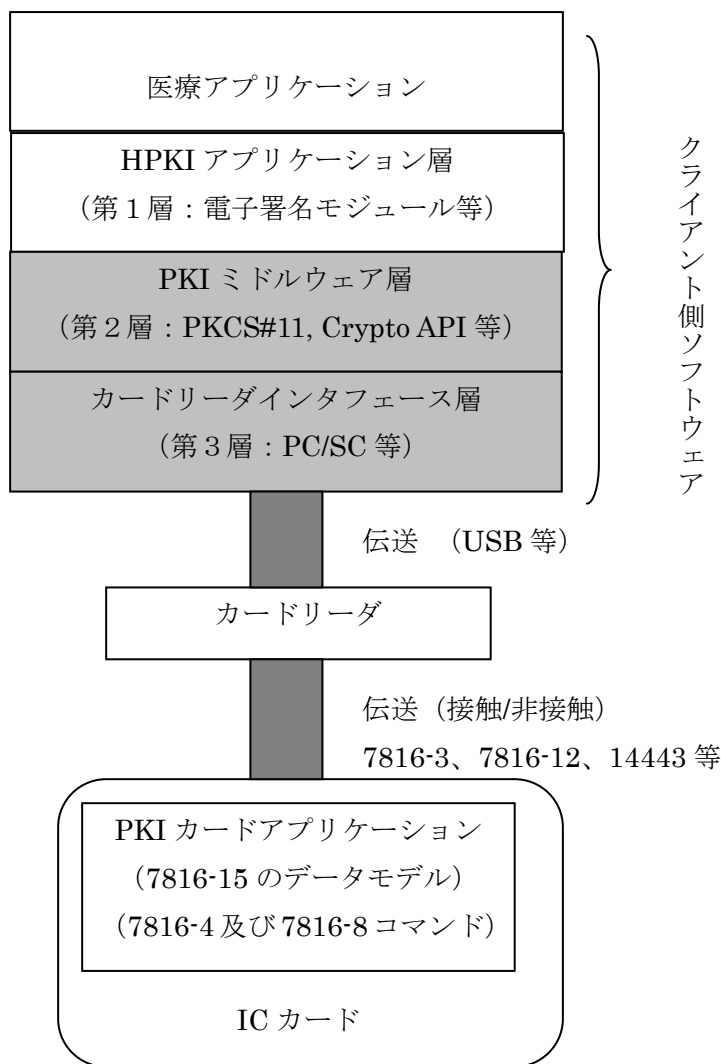 医療アプリケーション
HPKI アプリケーション層
(第1層：電子署名モジュール等)
PKI ミドルウェア層
(第２層：PKCS#11, Crypto API 等)
カードリーダインタフェース層
(第３層：PC/SC 等)
クライアント側ソフトウェア
伝送 (USB 等)
カードリーダ
伝送（接触/非接触）
7816-3、7816-12、14443 等
PKI カードアプリケーション
(7816-15 のデータモデル)
(7816-4 及び 7816-8 コマンド)
IC カード